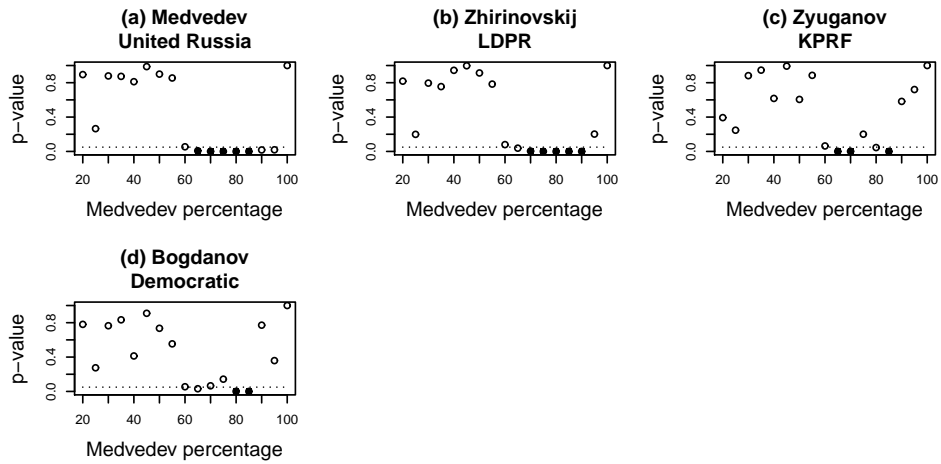 (a) Medvedev
United Russia
p−value
0.0 0.4 0.8
20 40 60 80 100
Medvedev percentage
(b) Zhirinovskij
LDPR
p−value
0.0 0.4 0.8
20 40 60 80 100
Medvedev percentage
(c) Zyuganov
KPRF
p−value
0.0 0.4 0.8
20 40 60 80 100
Medvedev percentage
(d) Bogdanov
Democratic
p−value
0.0 0.4 0.8
20 40 60 80 100
Medvedev percentage